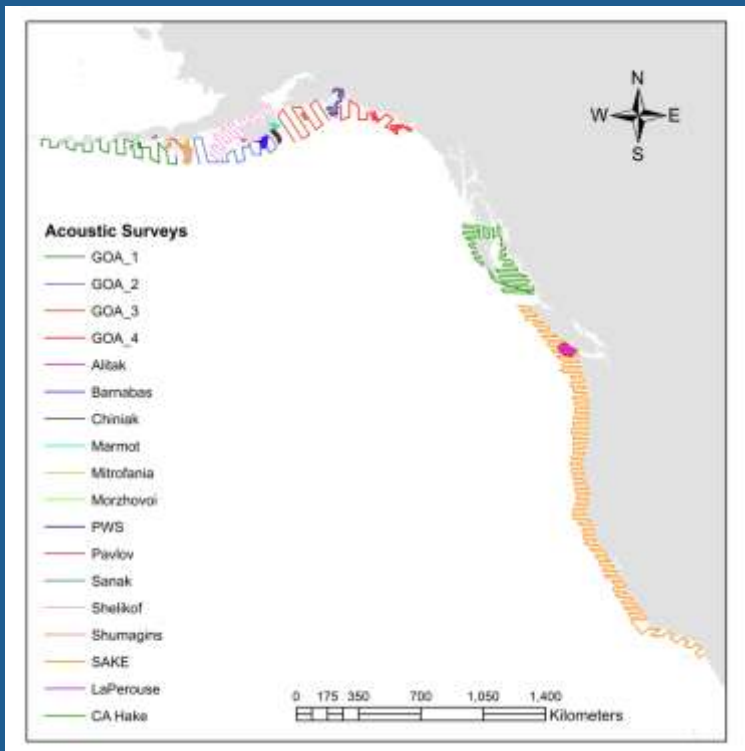 N
W E
S
Acoustic Surveys
GOA_1
GOA_2
GOA_3
GOA_4
Alitak
Barnabas
Chiniak
Marmot
Mitrofania
Morzhovoi
PWS
Pavlov
Sanak
Shelikof
Shumagins
SAKE
LaPerouse
CA Hake
0 175 350 700 1,050 1,400
Kilometers